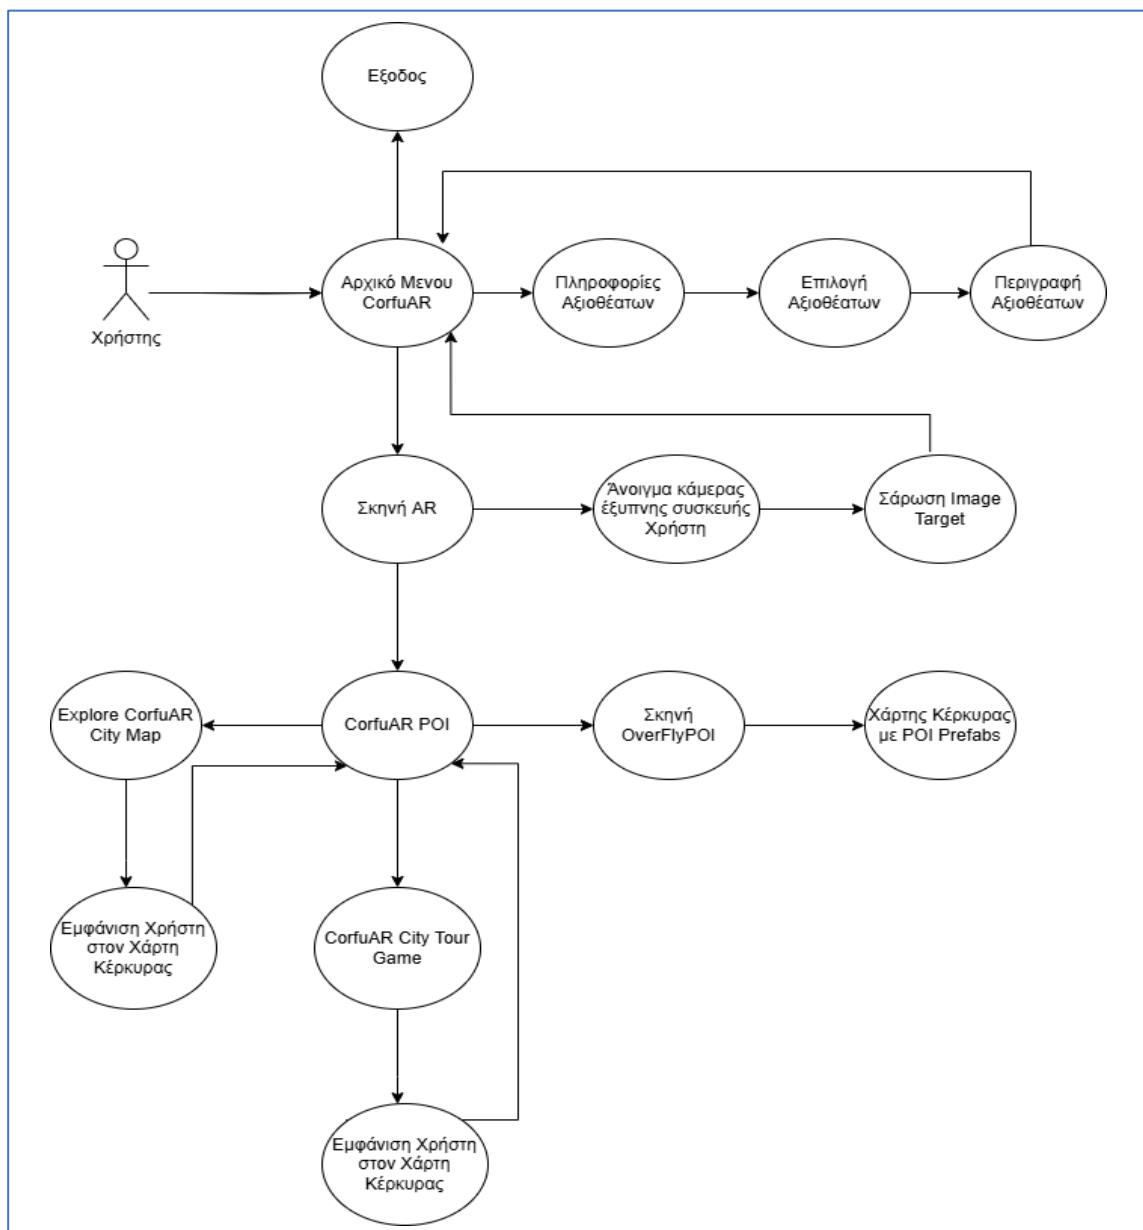 Εξοδος
Χρήστης
Αρχικό Μενου
CorfuAR
Πληροφορίες
Αξιοθέατων
Επιλογή
Αξιοθέατων
Περιγραφή
Αξιοθέατων
Σκηνή AR
Άνοιγμα κάμερας
έξυπνης συσκευής
Χρήστη
Σάρωση Image
Target
Explore CorfuAR
City Map
CorfuAR POI
Σκηνή
OverFlyPOI
Χάρτης Κέρκυρας
με POI Prefabs
Εμφάνιση Χρήστη
στον Χάρτη
Κέρκυρας
CorfuAR City Tour
Game
Εμφάνιση Χρήστη
στον Χάρτη
Κέρκυρας